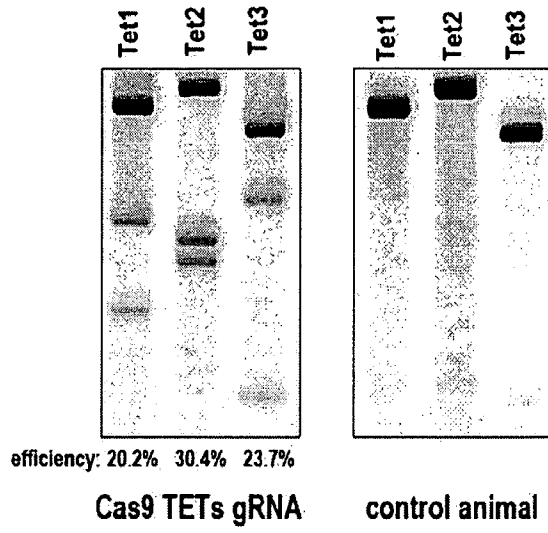 Tet1 Tet2 Tet3 Tet1 Tet2 Tet3
efficiency: 20.2% 30.4% 23.7%
Cas9 TETs gRNA control animal